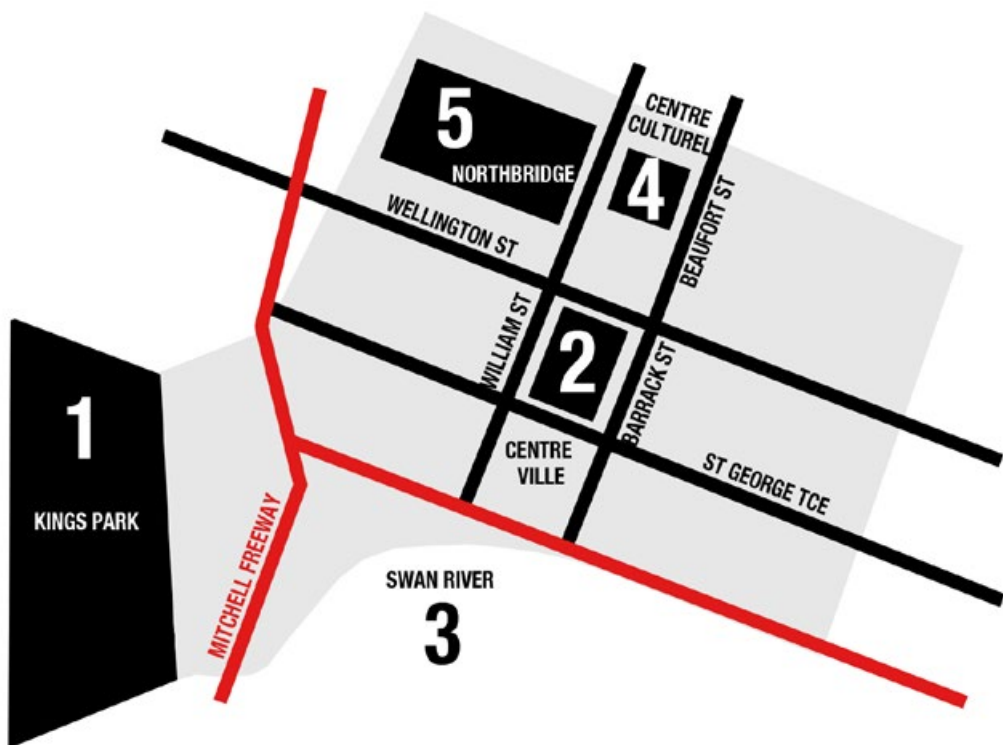 5
NORTHBRIDGE
CENTRE
CULTUREL
4
BEAUFORT ST
WELLINGTON ST
WILLIAM ST
2
BARRACK ST
1
KINGS PARK
CENTRE
VILLE
ST GEORGE TCE
MITCHELL FREEWAY
SWAN RIVER
3